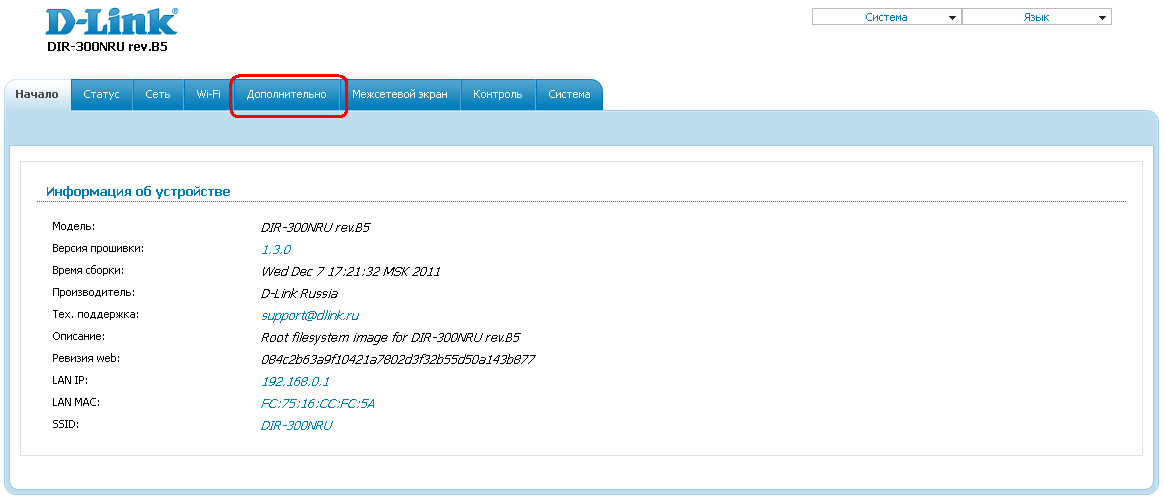 D-Link®
DIR-300NRU rev.B5
Система Язык
Начало Статус Сеть Wi-Fi Дополнительно Межсетевой экран Контроль Система
Информация об устройстве
Модель: DIR-300NRU rev.B5
Версия прошивки: 1.3.0
Время сборки: Wed Dec 7 17:21:32 MSK 2011
Производитель: D-Link Russia
Тех. поддержка: support@dlink.ru
Описание: Root filesystem image for DIR-300NRU rev.B5
Ревизия web: 084c2b63a9f10421a7802d3f32b55d50a143b877
LAN IP: 192.168.0.1
LAN MAC: FC:75:16:CC:FC:5A
SSID: DIR-300NRU